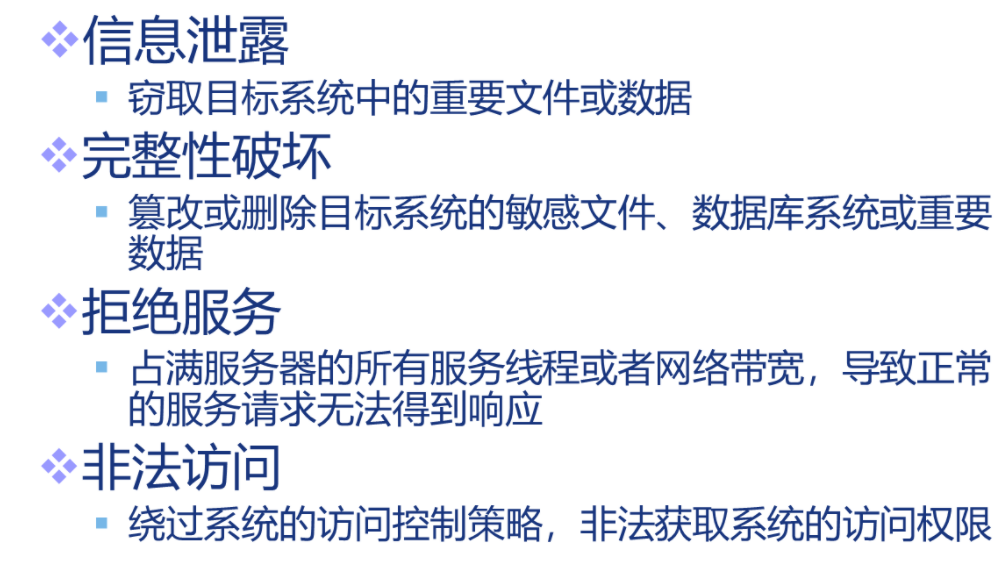 信息泄露
窃取目标系统中的重要文件或数据
完整性破坏
篡改或删除目标系统的敏感文件、数据库系统或重要
数据
拒绝服务
占满服务器的所有服务线程或者网络带宽，导致正常
的服务请求无法得到响应
非法访问
绕过系统的访问控制策略，非法获取系统的访问权限